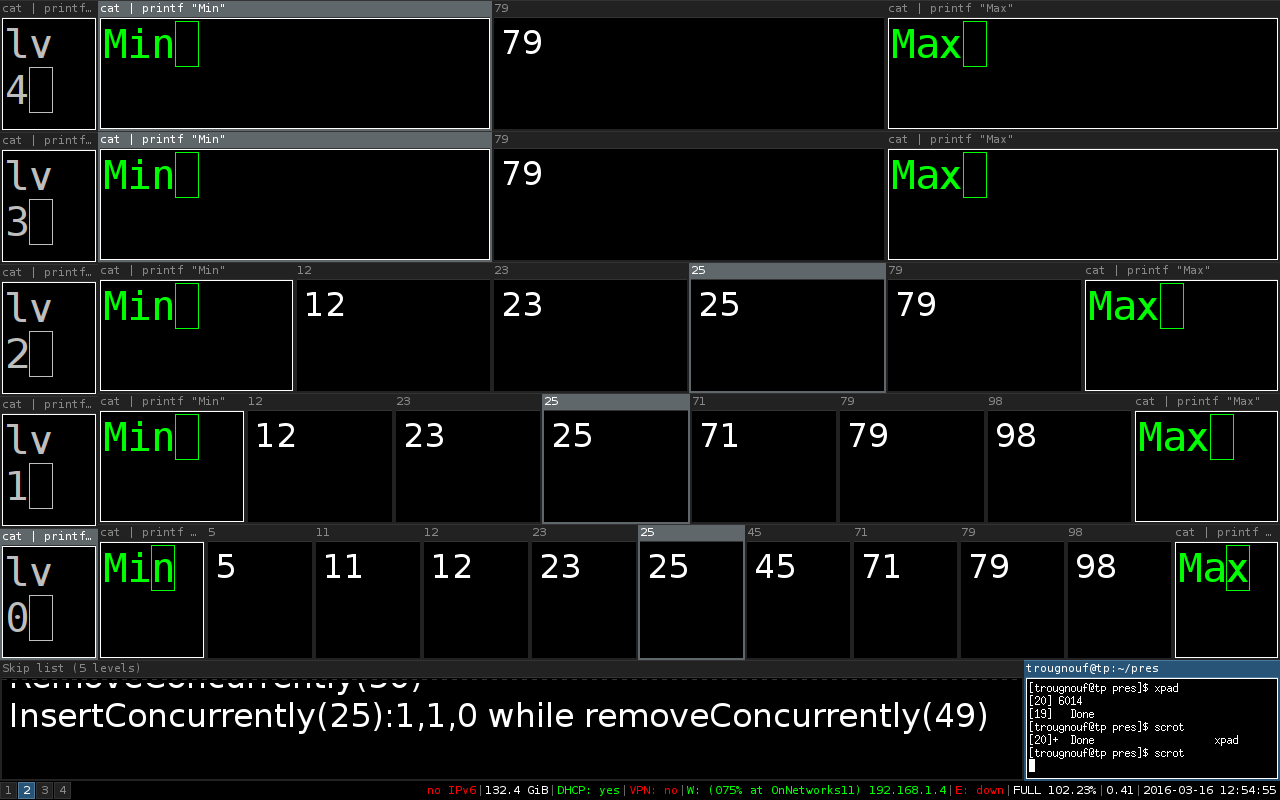 cat | printf… cat | printf "Min" 79 cat | printf "Max"
lv Min 79 Max
4
cat | printf… cat | printf "Min" 79 cat | printf "Max"
lv Min 79 Max
3
cat | printf… cat | printf "Min" 12 23 25 79 cat | printf "Max"
lv Min 12 23 25 79 Max
2
cat | printf… cat | printf "Min" 12 23 25 71 79 98 cat | printf "Max"
lv Min 12 23 25 71 79 98 Max
1
cat | printf… cat | printf … 5 11 12 23 25 45 71 79 98 cat | printf …
lv Min 5 11 12 23 25 45 71 79 98 Max
0
Skip list (5 levels)
InsertConcurrently(25):1,1,0 while removeConcurrently(49)
trougnouf@tp:~/pres
[trougnouf@tp pres]$ xpad
[20] 6014
[19] Done
[trougnouf@tp pres]$ scrot
[20]+ Done xpad
[trougnouf@tp pres]$ scrot
1 2 3 4 no IPv6|132.4 GiB|DHCP: yes|VPN: no|W: (075% at OnNetworks11) 192.168.1.4|E: down|FULL 102.23%|0.41|2016-03-16 12:54:55